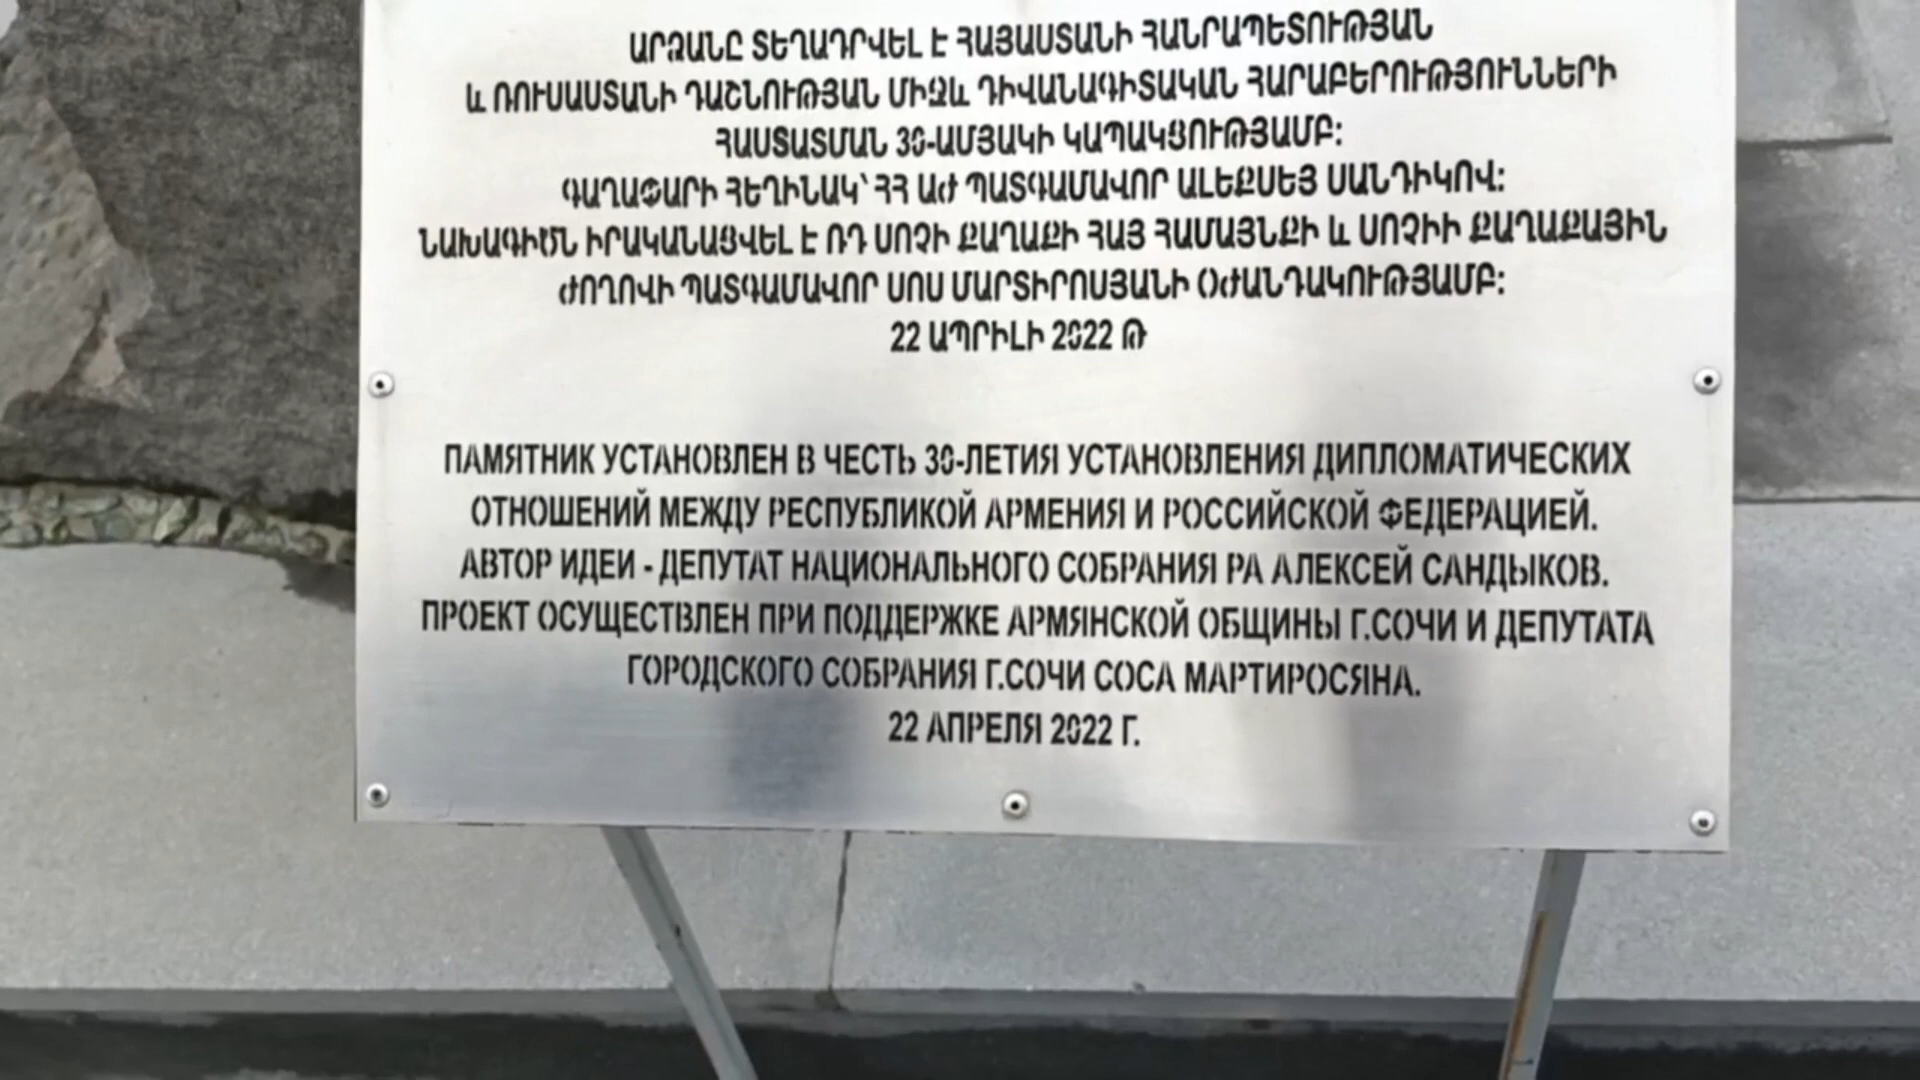 ԱՐՁԱՆԸ ՏԵՂԱԴՐՎԵԼ Է ՀԱՅԱՍՏԱՆԻ ՀԱՆՐԱՊԵՏՈՒԹՅԱՆ
և ՌՈՒՍԱՍՏԱՆԻ ԴԱՇՆՈՒԹՅԱՆ ՄԻՋև ԴԻՎԱՆԱԳԻՏԱԿԱՆ ՀԱՐԱԲԵՐՈՒԹՅՈՒՆՆԵՐԻ
ՀԱՍՏԱՏՄԱՆ 30-ԱՄՅԱԿԻ ԿԱՊԱԿՑՈՒԹՅԱՄԲ:
ԳԱՂԱՓԱՐԻ ՀԵՂԻՆԱԿ՝ ՀՀ ԱԺ ՊԱՏԳԱՄԱՎՈՐ ԱԼԵՔՍԵՅ ՍԱՆԴԻԿՈՎ:
ՆԱԽԱԳԻԾՆ ԻՐԱԿԱՆԱՑՎԵԼ Է ՌԴ ՍՈՉԻ ՔԱՂԱՔԻ ՀԱՅ ՀԱՄԱՅՆՔԻ և ՍՈՉԻԻ ՔԱՂԱՔԱՅԻՆ
ԺՈՂՈՎԻ ՊԱՏԳԱՄԱՎՈՐ ՍՈՍ ՄԱՐՏԻՐՈՍՅԱՆԻ ՕԺԱՆԴԱԿՈՒԹՅԱՄԲ:
22 ԱՊՐԻԼԻ 2022 Թ
ПАМЯТНИК УСТАНОВЛЕН В ЧЕСТЬ 30-ЛЕТИЯ УСТАНОВЛЕНИЯ ДИПЛОМАТИЧЕСКИХ
ОТНОШЕНИЙ МЕЖДУ РЕСПУБЛИКОЙ АРМЕНИЯ И РОССИЙСКОЙ ФЕДЕРАЦИЕЙ.
АВТОР ИДЕИ - ДЕПУТАТ НАЦИОНАЛЬНОГО СОБРАНИЯ РА АЛЕКСЕЙ САНДЫКОВ.
ПРОЕКТ ОСУЩЕСТВЛЕН ПРИ ПОДДЕРЖКЕ АРМЯНСКОЙ ОБЩИНЫ Г.СОЧИ И ДЕПУТАТА
ГОРОДСКОГО СОБРАНИЯ Г.СОЧИ СОСА МАРТИРОСЯНА.
22 АПРЕЛЯ 2022 Г.